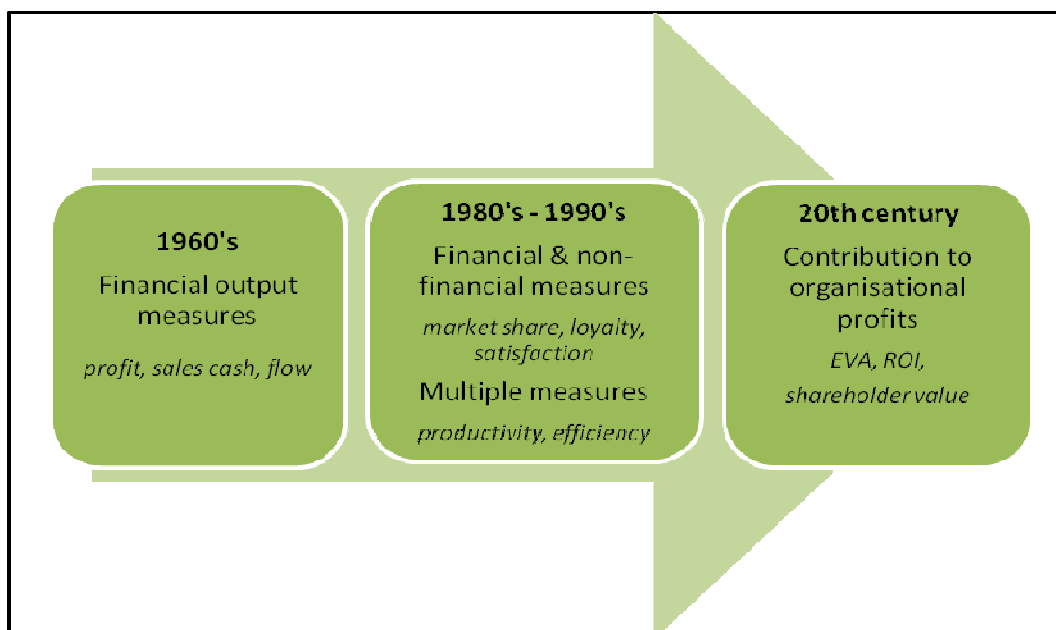 1960's
Financial output
measures
profit, sales cash, flow
1980's - 1990's
Financial & non-
financial measures
market share, loyalty,
satisfaction
Multiple measures
productivity, efficiency
20th century
Contribution to
organisational
profits
EVA, ROI,
shareholder value